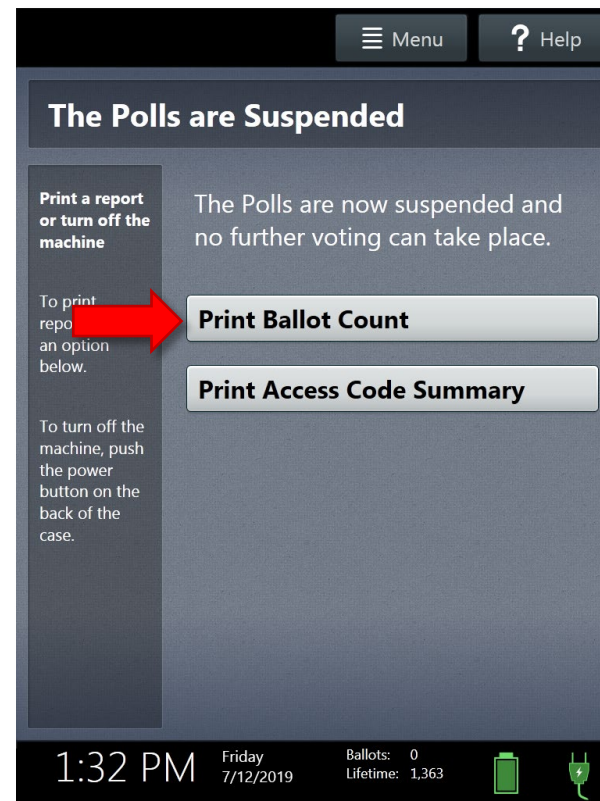 Menu
? Help
The Polls are Suspended
Print a report
or turn off the
machine
To print
an option
below.
To turn off the
machine, push
the power
button on the
back of the
case.
The Polls are now suspended and
no further voting can take place.
Print Ballot Count
Print Access Code Summary
1:32 PM
Friday
7/12/2019
Ballots: 0
Lifetime: 1,363